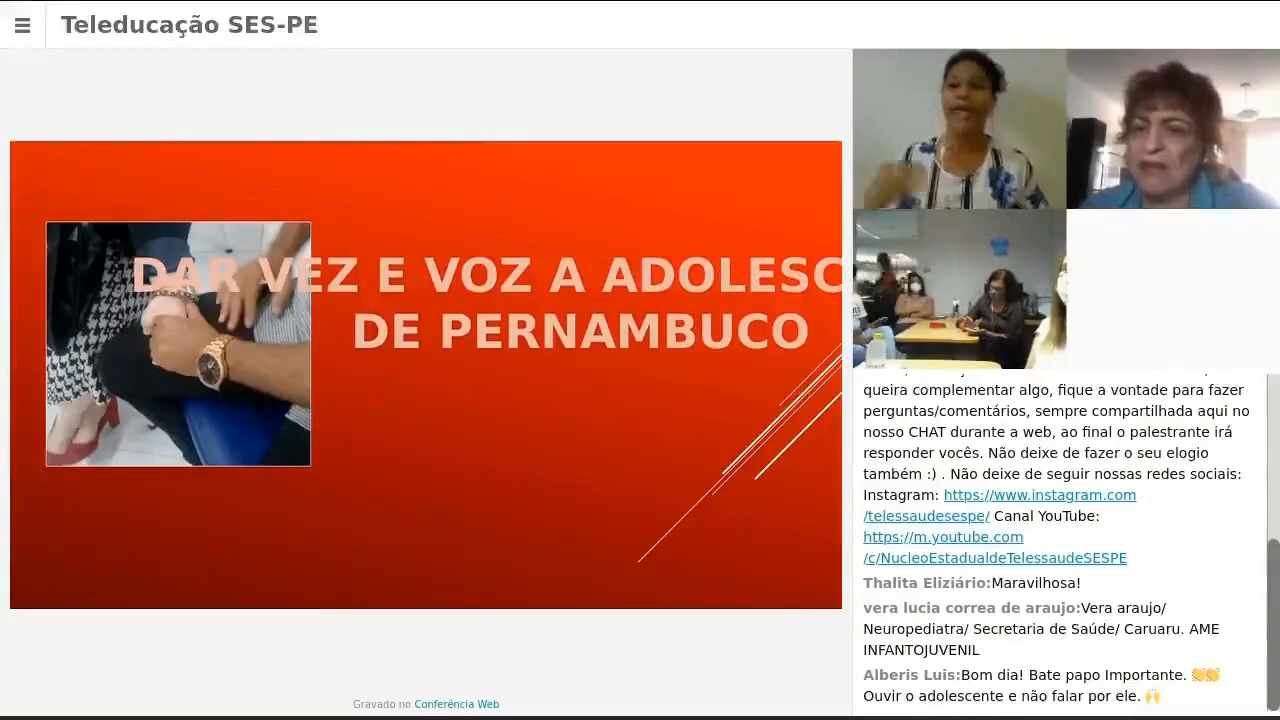 Teleducação SES-PE
DAR VEZ E VOZ A ADOLESC
DE PERNAMBUCO
queira complementar algo, fique a vontade para fazer
perguntas/comentários, sempre compartilhada aqui no
nosso CHAT durante a web, ao final o palestrante irá
responder vocês. Não deixe de fazer o seu elogio
também :) . Não deixe de seguir nossas redes sociais:
Instagram: https://www.instagram.com
/telessaudesespe/ Canal YouTube:
https://m.youtube.com
/c/NucleoEstadualdeTelessaudeSESPE
Thalita Eliziário:Maravilhosa!
vera lucia correa de araujo:Vera araujo/
Neuropediatra/ Secretaria de Saúde/ Caruaru. AME
INFANTOJUVENIL
Alberis Luis:Bom dia! Bate papo Importante. 👏👏
Ouvir o adolescente e não falar por ele. 🙌
Gravado no Conferência Web